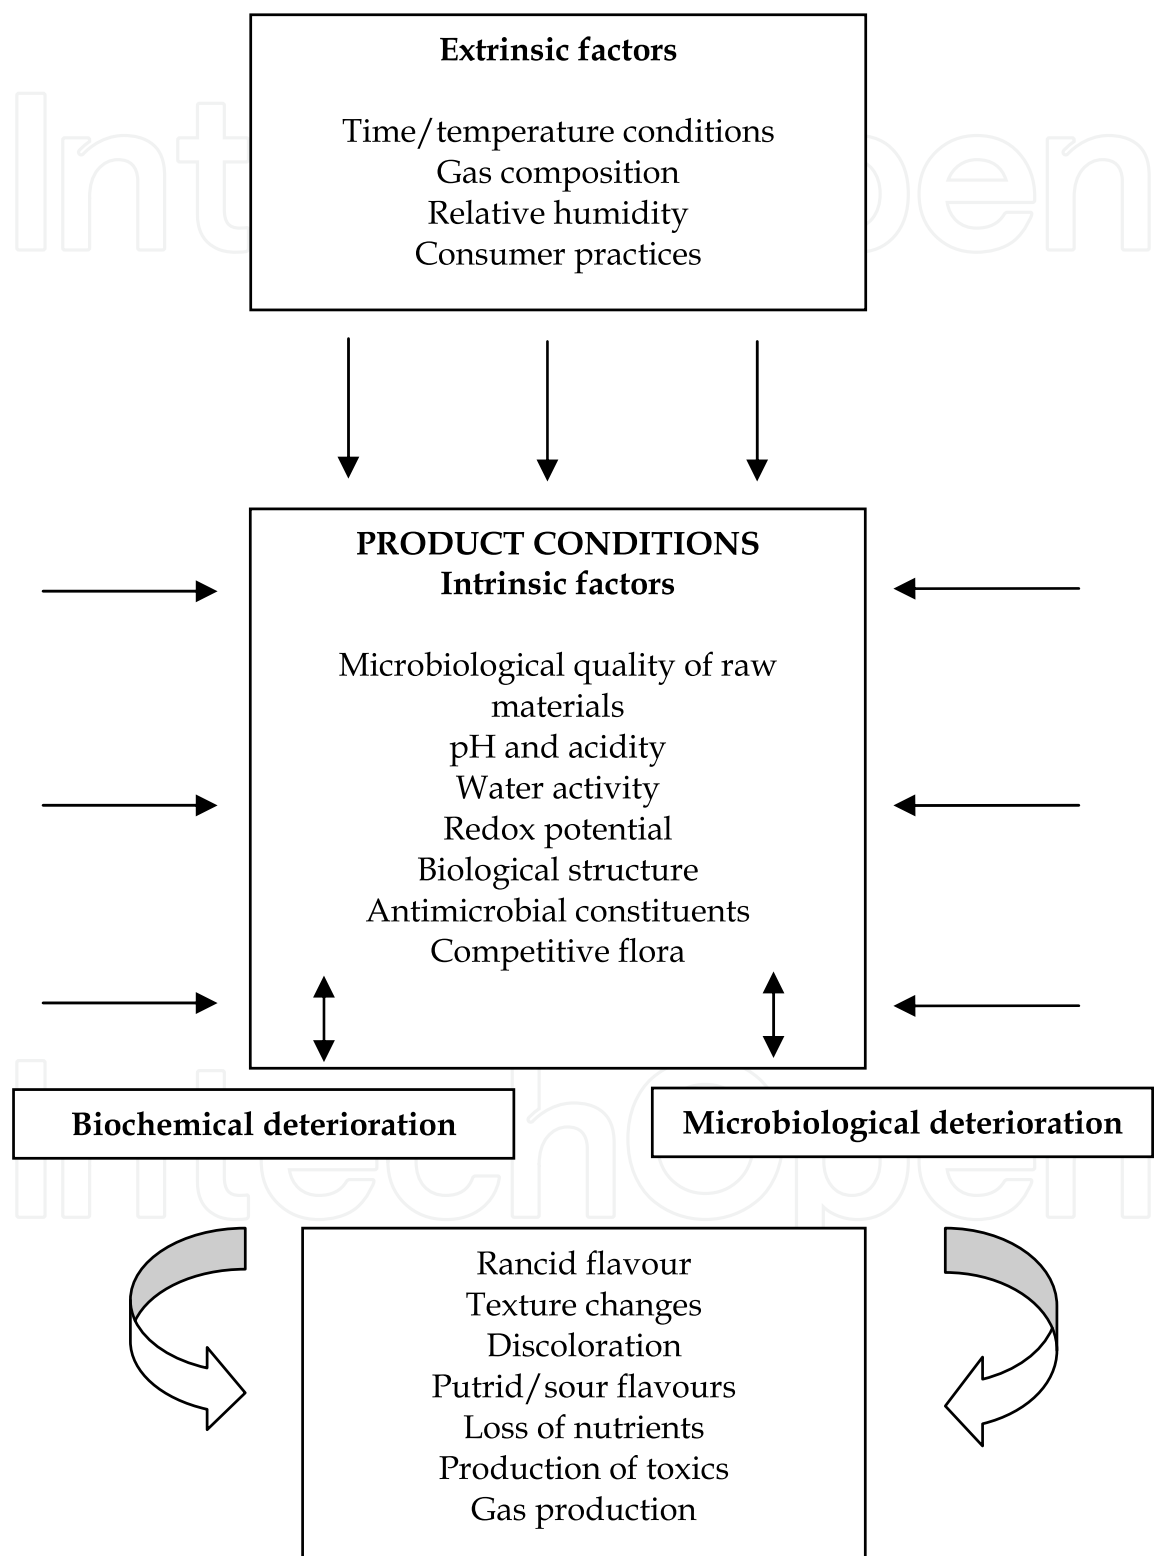 Extrinsic factors
Time/temperature conditions
Gas composition
Relative humidity
Consumer practices
PRODUCT CONDITIONS
Intrinsic factors
Microbiological quality of raw
materials
pH and acidity
Water activity
Redox potential
Biological structure
Antimicrobial constituents
Competitive flora
Biochemical deterioration
Microbiological deterioration
IntechOpen
Rancid flavour
Texture changes
Discoloration
Putrid/sour flavours
Loss of nutrients
Production of toxics
Gas production